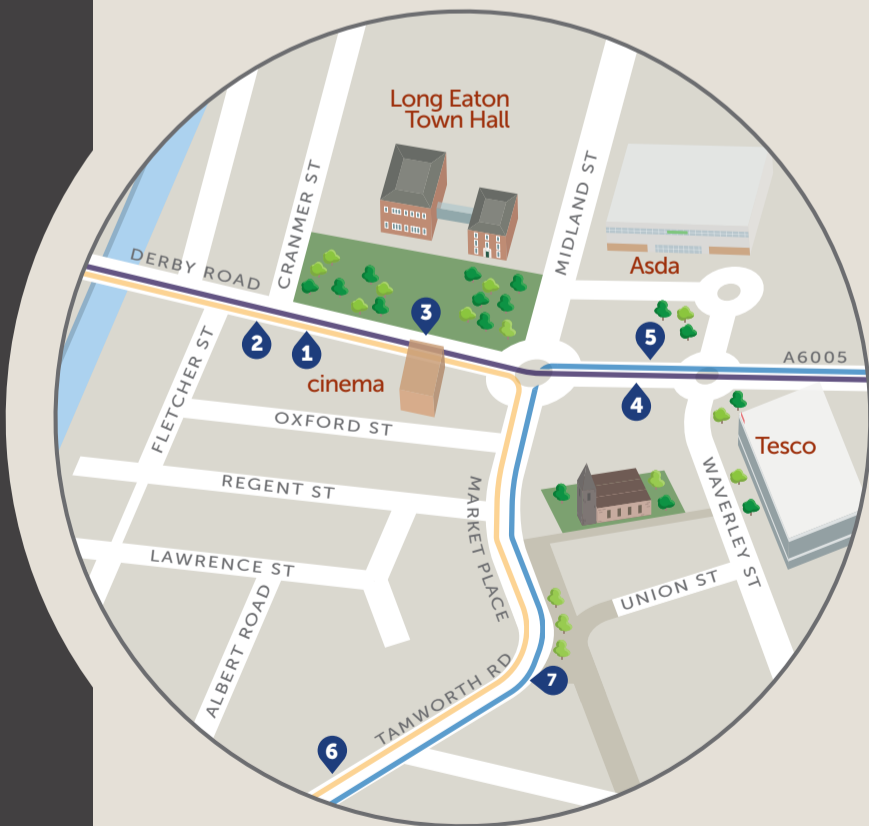 Long Eaton
Town Hall
MIDLAND ST
CRANMER ST
Asda
DERBY ROAD
3
5
2
1
A6005
cinema
4
FLETCHER ST
OXFORD ST
Tesco
REGENT ST
MARKET PLACE
WAVERLEY ST
LAWRENCE ST
UNION ST
ALBERT ROAD
TAMWORTH RD
7
6